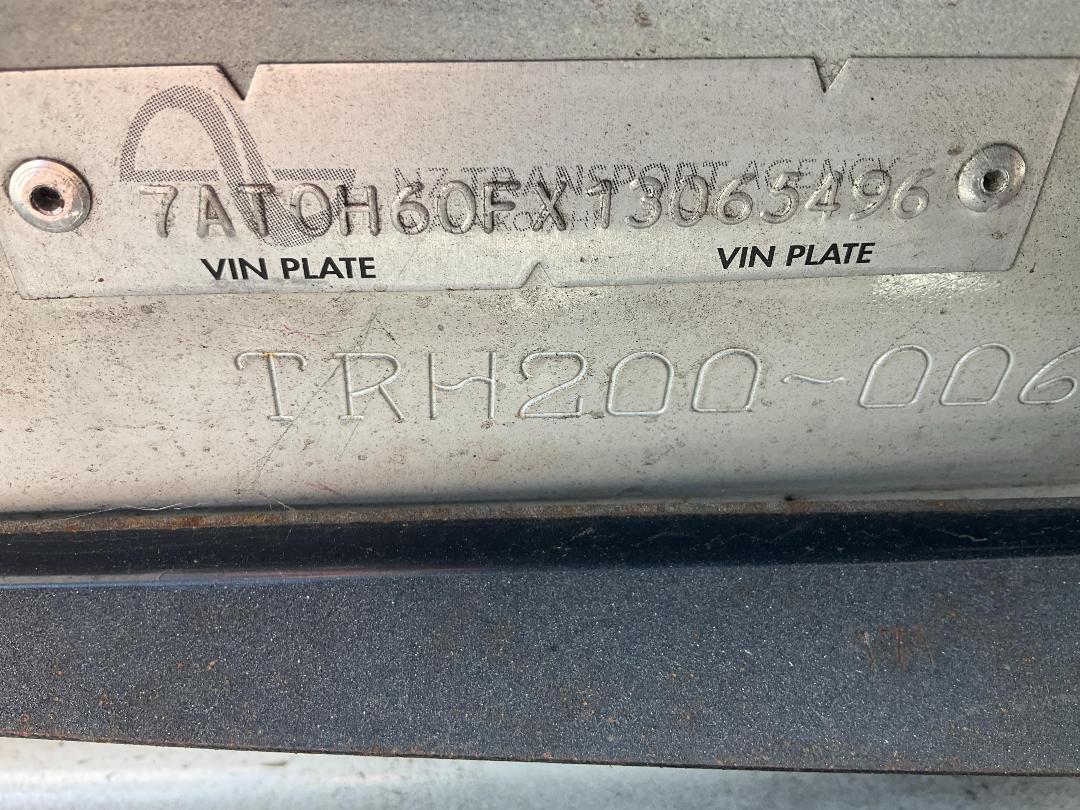 NZ TRANSPORT AGENCY
7AT0H60FX13065496
VIN PLATE VIN PLATE
TRH200-006